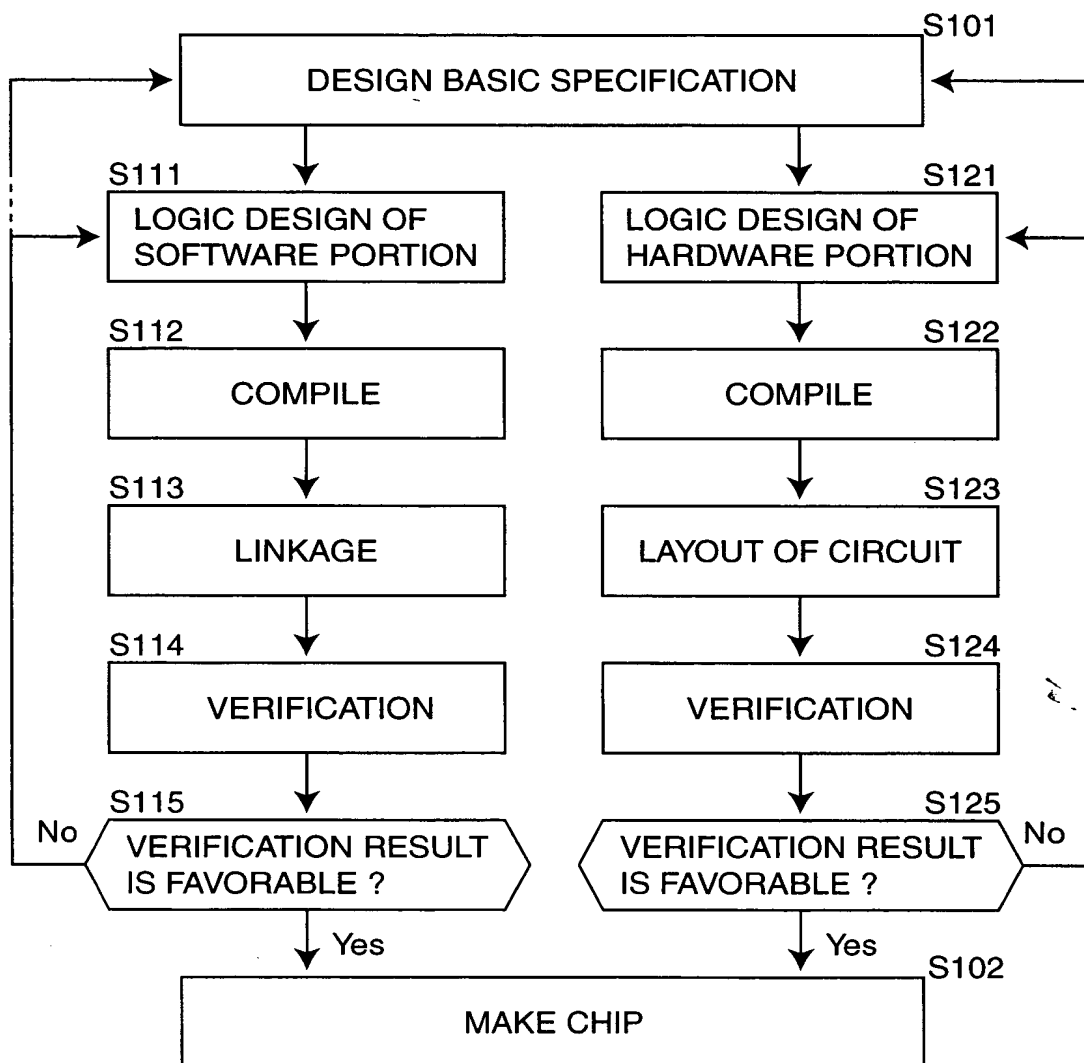 S101
DESIGN BASIC SPECIFICATION
S111
LOGIC DESIGN OF
SOFTWARE PORTION
S121
LOGIC DESIGN OF
HARDWARE PORTION
S112
COMPILE
S122
COMPILE
S113
LINKAGE
S123
LAYOUT OF CIRCUIT
S114
VERIFICATION
S124
VERIFICATION
S115
No
VERIFICATION RESULT
IS FAVORABLE ?
S125
VERIFICATION RESULT
IS FAVORABLE ?
No
Yes
Yes
S102
MAKE CHIP